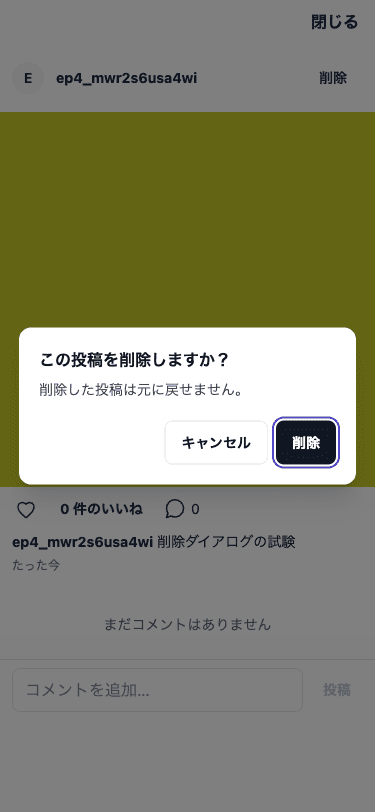 閉じる
E ep4_mwr2s6usa4wi 削除
この投稿を削除しますか？
削除した投稿は元に戻せません。
キャンセル 削除
0 件のいいね 0
ep4_mwr2s6usa4wi 削除ダイアログの試験
たった今
まだコメントはありません
コメントを追加... 投稿